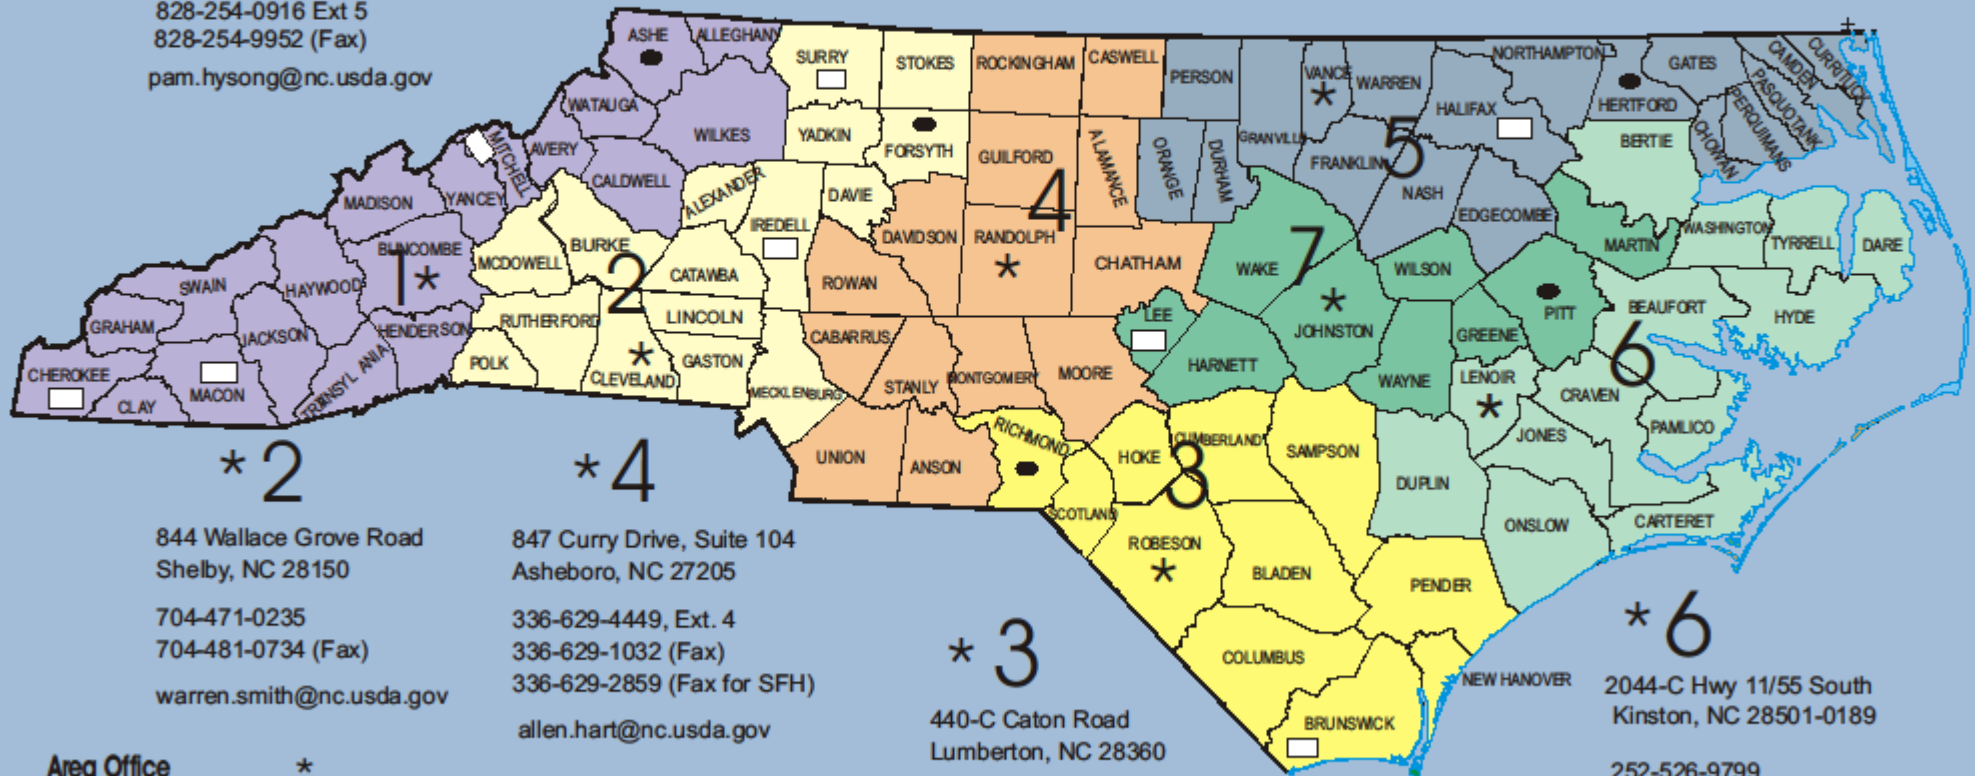 828-254-0916 Ext 5
828-254-9952 (Fax)
pam.hysong@nc.usda.gov
ASHE
ALLEGHANY
SURRY
STOKES
ROCKINGHAM
CASWELL
PERSON
VANCE
WARREN
NORTHAMPTON
GATES
CAMDEN
CURRITUCK
PASQUOTANK
PERQUIMANS
CHOWAN
HERTFORD
HALIFAX
WATAUGA
WILKES
YADKIN
FORSYTH
GUILFORD
ALAMANCE
ORANGE
DURHAM
GRANVILLE
FRANKLIN
5
NASH
EDGECOMBE
BERTIE
MITCHELL
AVERY
CALDWELL
ALEXANDER
DAVIE
IREDELL
MADISON
YANCEY
BUNCOMBE
1*
MCDOWELL
BURKE
2
CATAWBA
DAVIDSON
RANDOLPH
4
*
CHATHAM
WAKE
7
WILSON
MARTIN
WASHINGTON
TYRRELL
DARE
SWAIN
HAYWOOD
ROWAN
GRAHAM
JACKSON
HENDERSON
RUTHERFORD
LINCOLN
CABARRUS
LEE
*
JOHNSTON
GREENE
PITT
BEAUFORT
HYDE
6
CHEROKEE
CLAY
MACON
TRANSYLVANIA
POLK
*
CLEVELAND
GASTON
MECKLENBURG
STANLY
MONTGOMERY
MOORE
HARNETT
WAYNE
LENOIR
*
CRAVEN
PAMLICO
JONES
UNION
ANSON
RICHMOND
HOKE
CUMBERLAND
3
SAMPSON
DUPLIN
ONSLOW
CARTERET
SCOTLAND
ROBESON
*
BLADEN
PENDER
COLUMBUS
NEW HANOVER
BRUNSWICK
*2
844 Wallace Grove Road
Shelby, NC 28150
704-471-0235
704-481-0734 (Fax)
warren.smith@nc.usda.gov
*4
847 Curry Drive, Suite 104
Asheboro, NC 27205
336-629-4449, Ext. 4
336-629-1032 (Fax)
336-629-2859 (Fax for SFH)
allen.hart@nc.usda.gov
*3
440-C Caton Road
Lumberton, NC 28360
*6
2044-C Hwy 11/55 South
Kinston, NC 28501-0189
252-526-9799
Area Office *